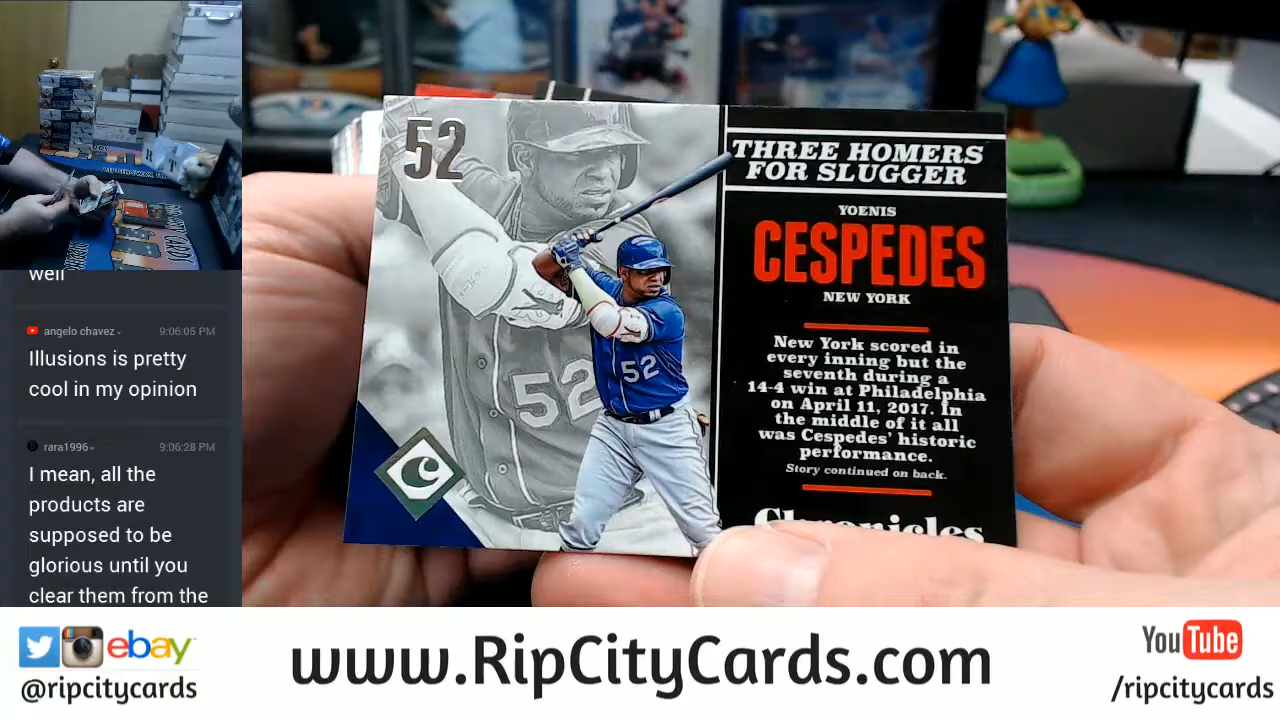 well
angelo chavez -
9:06:05 PM
Illusions is pretty
cool in my opinion
rara1996 -
9:06:28 PM
I mean, all the
products are
supposed to be
glorious until you
clear them from the
52
THREE HOMERS
FOR SLUGGER
YOENIS
CESPEDES
NEW YORK
New York scored in
every inning but the
seventh during a
14-4 win at Philadelphia
on April 11, 2017. In
the middle of it all
was Cespedes' historic
performance.
Story continued on back.
Chronicles
52
52
C
ebay
@ripcitycards
www.RipCityCards.com
YouTube
/ripcitycards